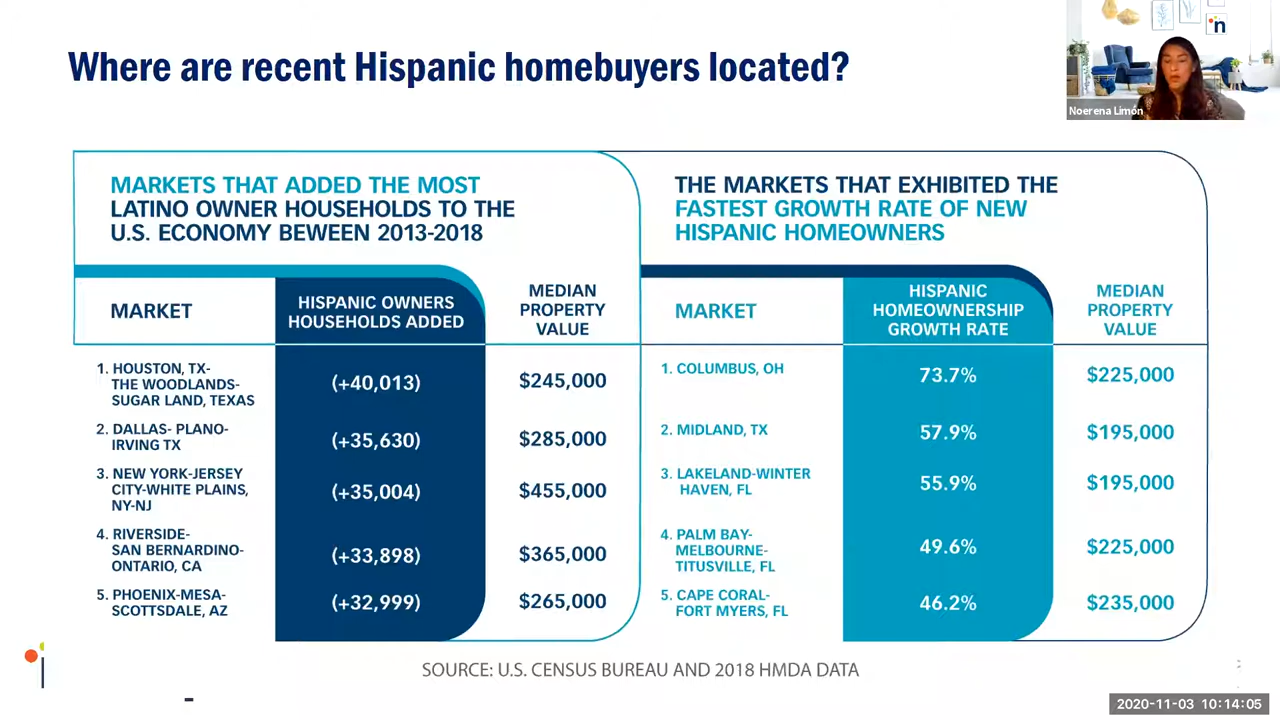 Where are recent Hispanic homebuyers located?
n
Noerena Limón
MARKETS THAT ADDED THE MOST
LATINO OWNER HOUSEHOLDS TO THE
U.S. ECONOMY BEWEEN 2013-2018
MARKET
HISPANIC OWNERS
HOUSEHOLDS ADDED
MEDIAN
PROPERTY
VALUE
1. HOUSTON, TX-
THE WOODLANDS-
SUGAR LAND, TEXAS
(+40,013)
$245,000
2. DALLAS- PLANO-
IRVING TX
(+35,630)
$285,000
3. NEW YORK-JERSEY
CITY-WHITE PLAINS,
NY-NJ
(+35,004)
$455,000
4. RIVERSIDE-
SAN BERNARDINO-
ONTARIO, CA
(+33,898)
$365,000
5. PHOENIX-MESA-
SCOTTSDALE, AZ
(+32,999)
$265,000
THE MARKETS THAT EXHIBITED THE
FASTEST GROWTH RATE OF NEW
HISPANIC HOMEOWNERS
MARKET
HISPANIC
HOMEOWNERSHIP
GROWTH RATE
MEDIAN
PROPERTY
VALUE
1. COLUMBUS, OH
73.7%
$225,000
2. MIDLAND, TX
57.9%
$195,000
3. LAKELAND-WINTER
HAVEN, FL
55.9%
$195,000
4. PALM BAY-
MELBOURNE-
TITUSVILLE, FL
49.6%
$225,000
5. CAPE CORAL-
FORT MYERS, FL
46.2%
$235,000
SOURCE: U.S. CENSUS BUREAU AND 2018 HMDA DATA
2020-11-03 10:14:05